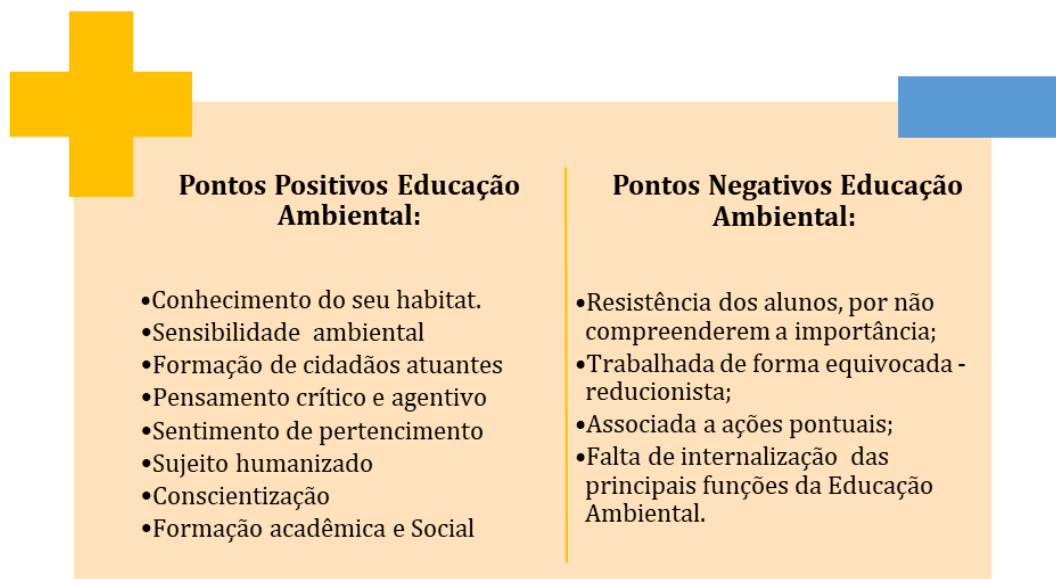 Pontos Positivos Educação
Ambiental:
•Conhecimento do seu habitat.
•Sensibilidade ambiental
•Formação de cidadãos atuantes
•Pensamento crítico e agentivo
•Sentimento de pertencimento
•Sujeito humanizado
•Conscientização
•Formação acadêmica e Social
Pontos Negativos Educação
Ambiental:
•Resistência dos alunos, por não
compreenderem a importância;
•Trabalhada de forma equivocada -
reducionista;
•Associada a ações pontuais;
•Falta de internalização das
principais funções da Educação
Ambiental.